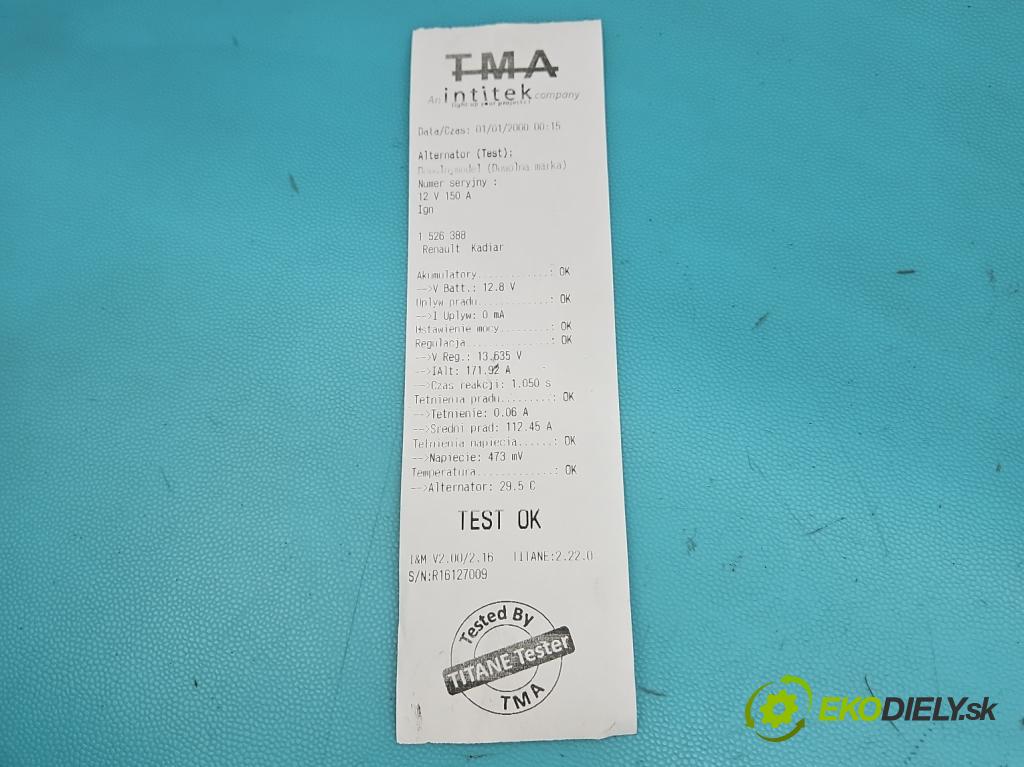 TMA
An intitek company
light up your projects!
Data/Czas: 01/01/2000 00:15
Alternator (Test):
model (Dowolna marka)
Numer seryjny :
12 V 150 A
Ign
1 526 388
Renault Kadiar
Akumulatory............: OK
-->V Batt.: 12.8 V
Uplyw pradu............: OK
-->I Uplyw: 0 mA
Ustawienie mocy........: OK
Regulacja..............: OK
-->V Reg.: 13.635 V
-->IAlt: 171.92 A
-->Czas reakcji: 1.050 s
Tetnienia pradu........: OK
-->Tetnienie: 0.06 A
-->Sredni prad: 112.45 A
Tetnienia napiecia......: OK
-->Napiecie: 473 mV
Temperatura............: OK
-->Alternator: 29.5 C
TEST OK
I&M V2.00/2.16 TITANE:2.22.0
S/N:R16127009
Tested By
TITANE Tester
TMA
EKODIELY.sk